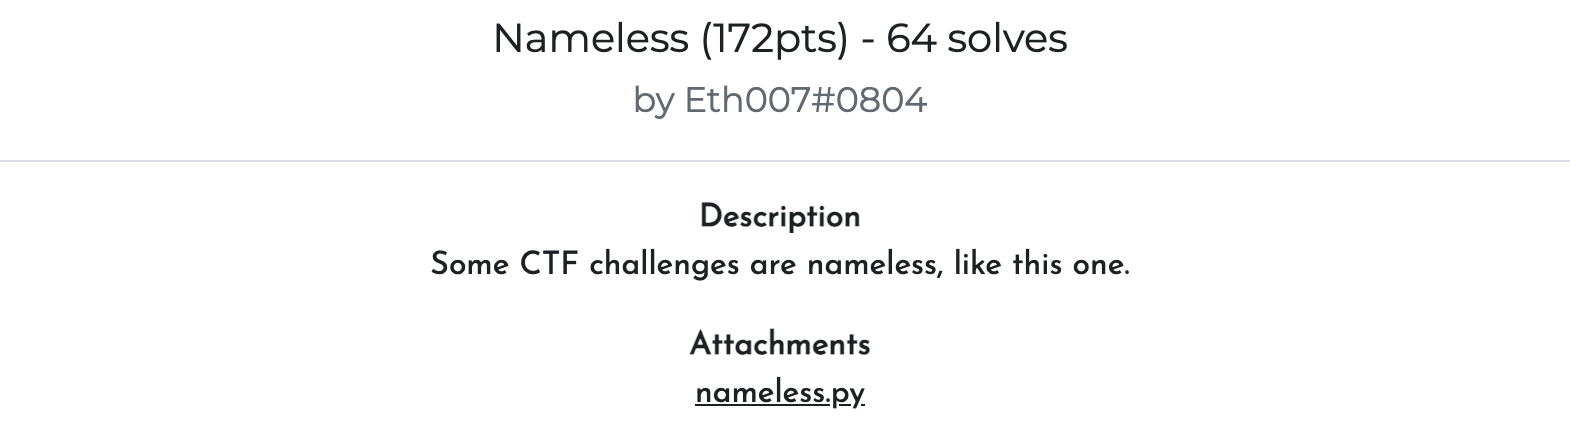 Nameless (172pts) - 64 solves
by Eth007#0804
Description
Some CTF challenges are nameless, like this one.
Attachments
nameless.py